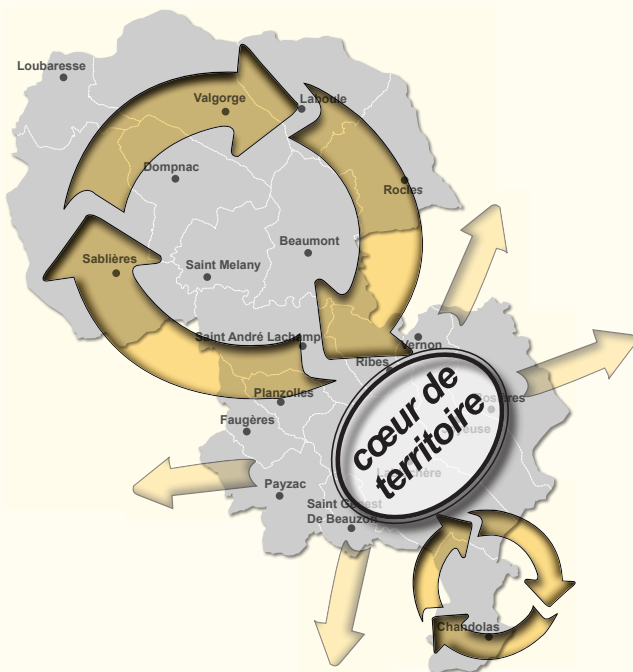 Loubaresse
Valgorge
Laboule
Dompnac
Rocles
Beaumont
Sablières
Saint Melany
Saint André Lachamp
Vernon
Ribes
Planzolles
Faugères
cœur de
territoire
Payzac
Saint Genest
De Beauzon
Chandolas